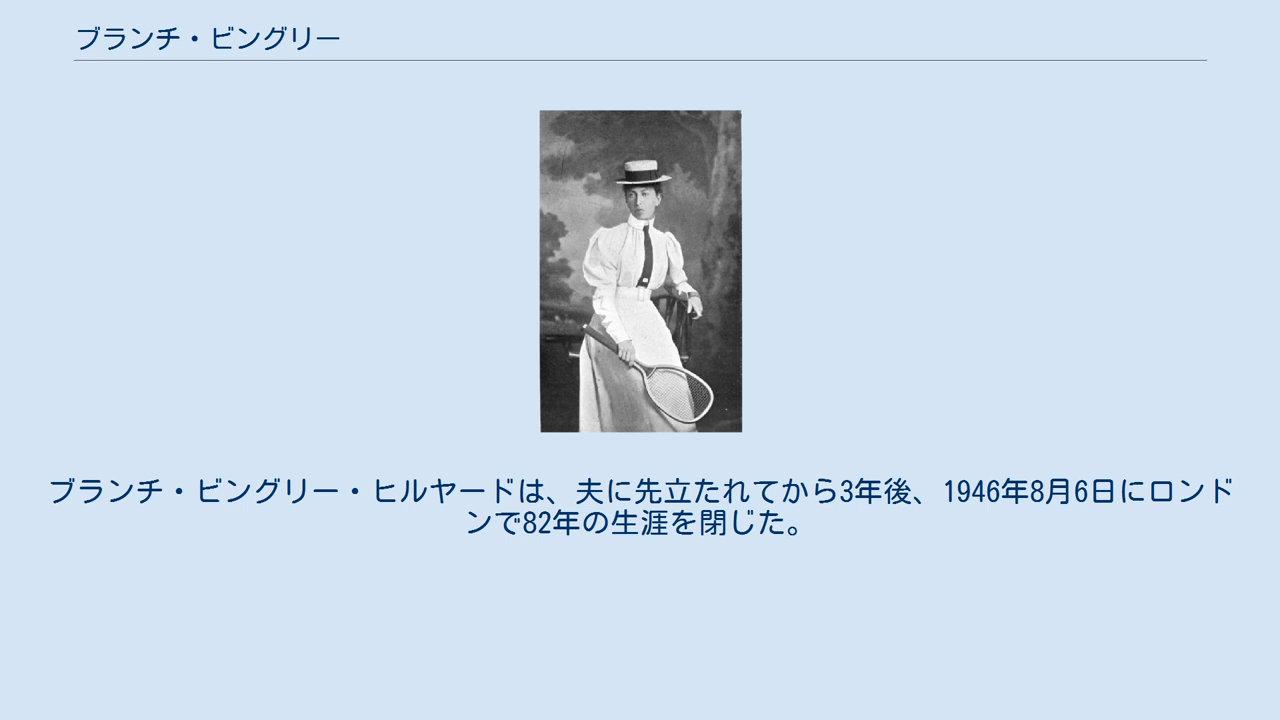 ブランチ・ビングリー
ブランチ・ビングリー・ヒルヤードは、夫に先立たれてから3年後、1946年8月6日にロンド
ンで82年の生涯を閉じた。